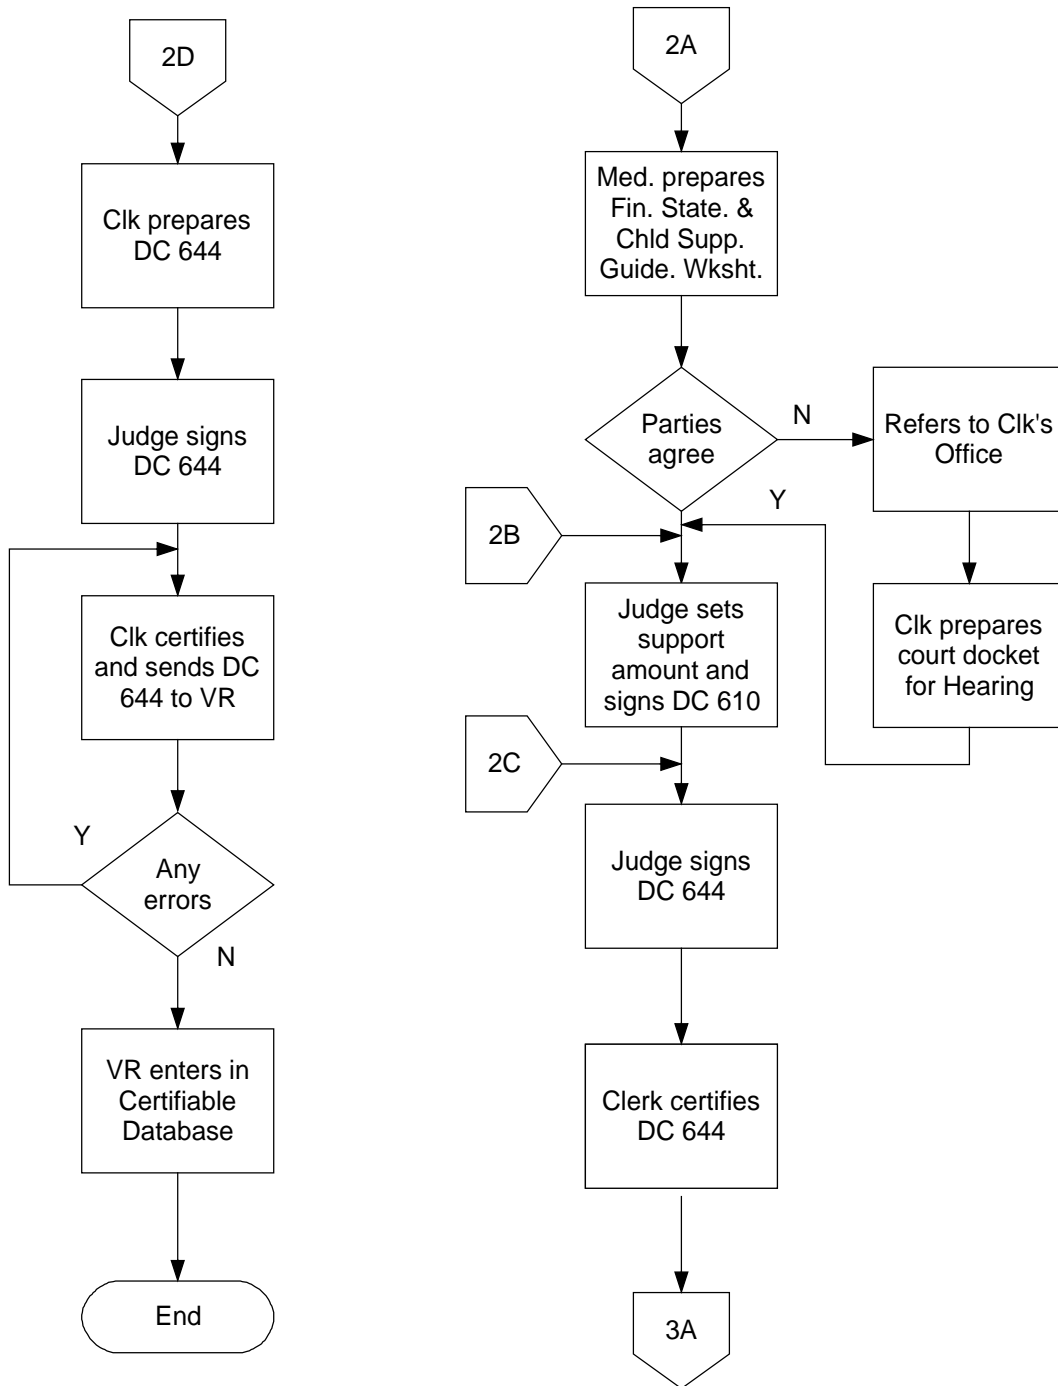 2D
Clk prepares
DC 644
Judge signs
DC 644
Clk certifies
and sends DC
644 to VR
Y
Any
errors
N
VR enters in
Certifiable
Database
End
2A
Med. prepares
Fin. State. &
Chld Supp.
Guide. Wksht.
Parties
agree
N
Refers to Clk's
Office
Y
2B
Judge sets
support
amount and
signs DC 610
Clk prepares
court docket
for Hearing
2C
Judge signs
DC 644
Clerk certifies
DC 644
3A